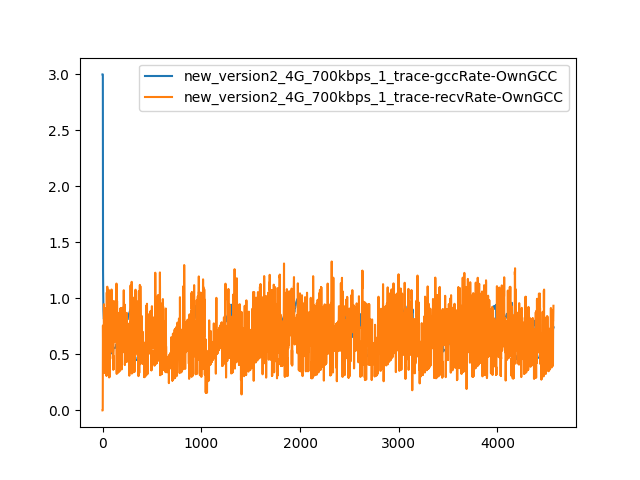 new_version2_4G_700kbps_1_trace-gccRate-OwnGCC
new_version2_4G_700kbps_1_trace-recvRate-OwnGCC
3.0
2.5
2.0
1.5
1.0
0.5
0.0
0 1000 2000 3000 4000